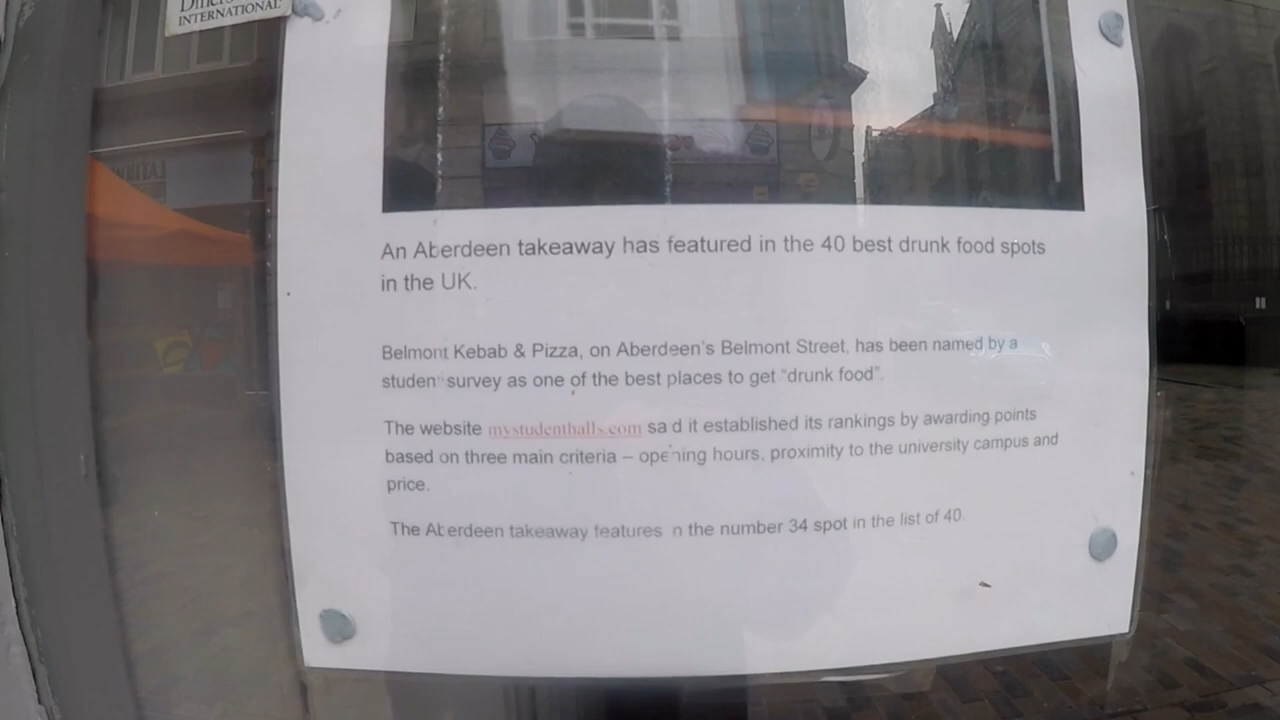 INTERNATIONAL
An Aberdeen takeaway has featured in the 40 best drunk food spots
in the UK.
Belmont Kebab & Pizza, on Aberdeen's Belmont Street, has been named by a
studen survey as one of the best places to get "drunk food".
The website mystudenthalls.com sa d it established its rankings by awarding points
based on three main criteria – opening hours, proximity to the university campus and
price.
The Aberdeen takeaway features n the number 34 spot in the list of 40.